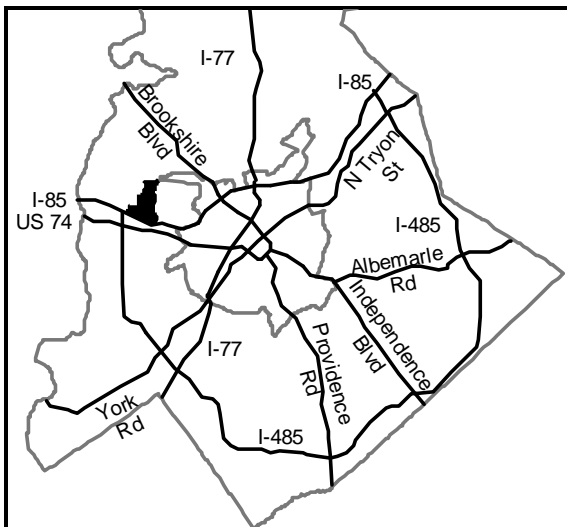 I-77
I-85
Brookshire
Blvd
N Tryon
St
I-85
US 74
I-485
Albemarle
Rd
Independence
Blvd
I-77
Providence
Rd
York
Rd
I-485